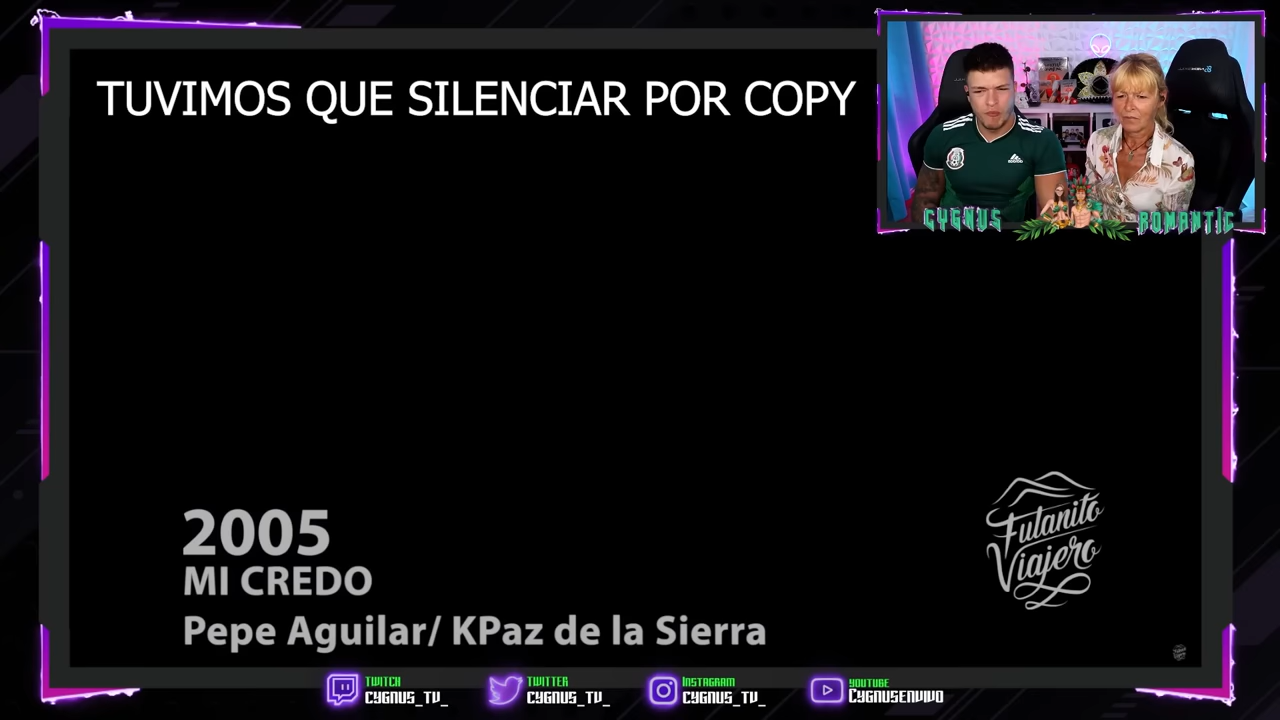 TUVIMOS QUE SILENCIAR POR COPY
CYGNUS
ROMANTIC
2005
MI CREDO
Pepe Aguilar/ KPaz de la Sierra
Futanito
Viajero
TWITCH
CYGNUS_TV_
TWITTER
CYGNUS_TV_
INSTAGRAM
CYGNUS_TV_
YOUTUBE
CYGNUSENVIVO